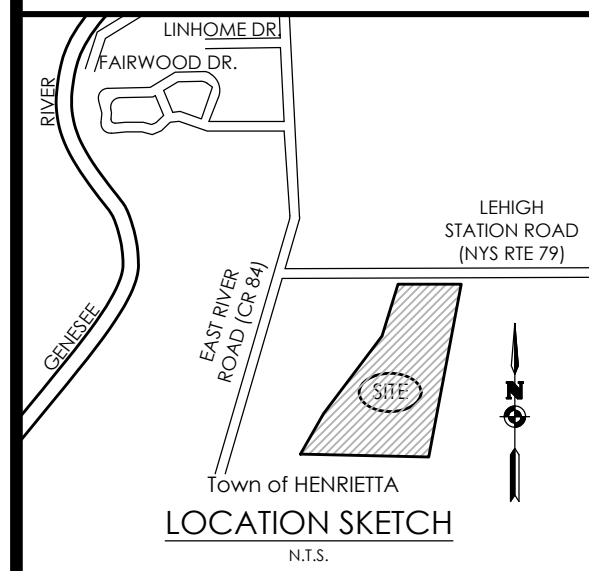 LINHOME DR.
FAIRWOOD DR.
RIVER
LEHIGH
STATION ROAD
(NYS RTE 79)
EAST RIVER
ROAD (CR 84)
GENESEE
SITE
N
Town of HENRIETTA
LOCATION SKETCH
N.T.S.